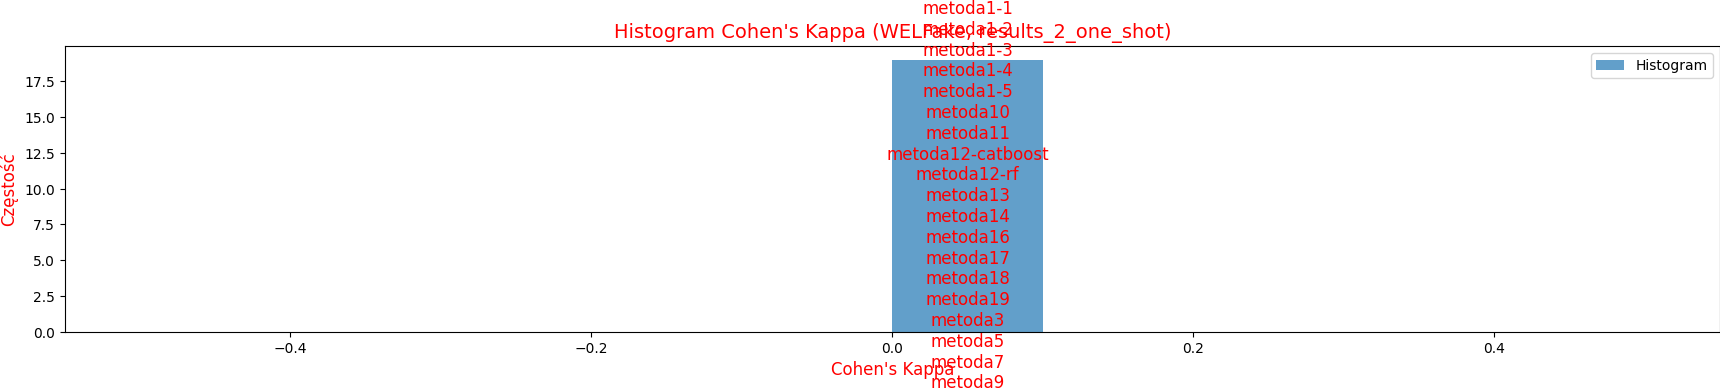 metoda1-1
Histogram Cohen's Kappa (WELFake, results_2_one_shot)
metoda1-2
metoda1-3
metoda1-4
metoda1-5
metoda10
metoda11
metoda12-catboost
metoda12-rf
metoda13
metoda14
metoda16
metoda17
metoda18
metoda19
metoda3
metoda5
metoda7
metoda9
Histogram
Częstość
17.5
15.0
12.5
10.0
7.5
5.0
2.5
0.0
−0.4 −0.2 0.0 0.2 0.4
Cohen's Kappa